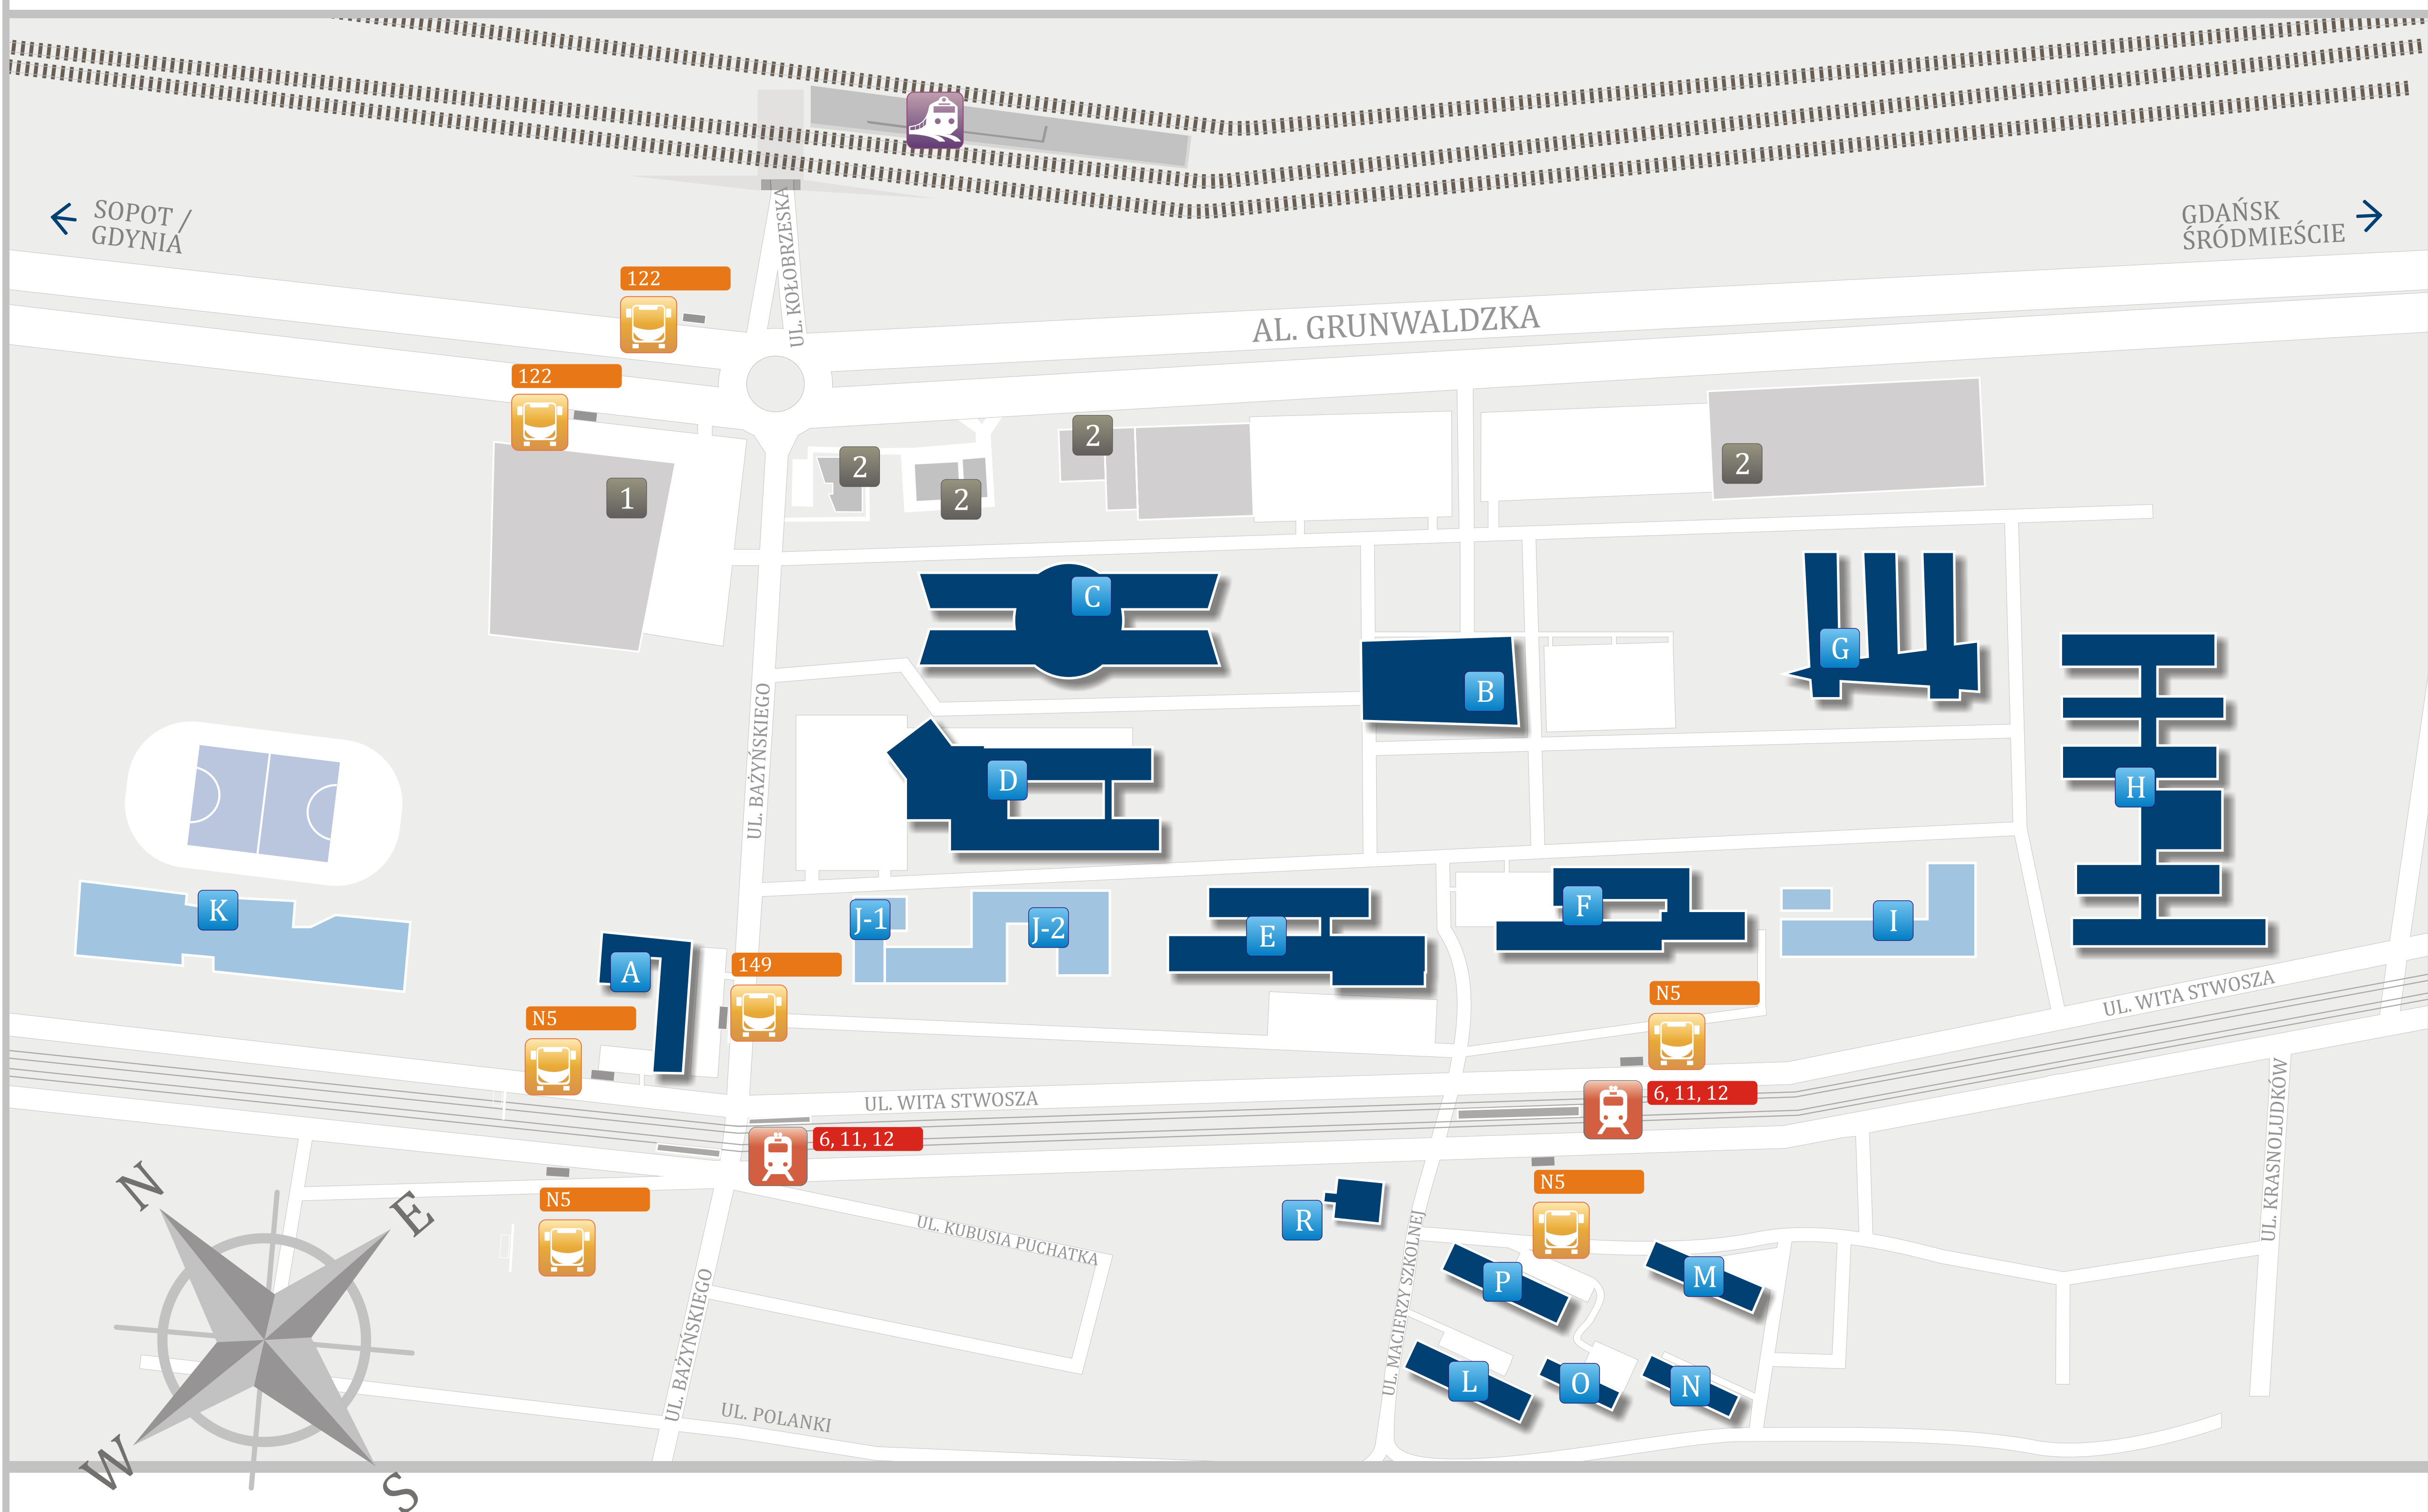 SOPOT /
GDYNIA
GDAŃSK
ŚRÓDMIEŚCIE
UL. KOŁOBRZESKA
122
AL. GRUNWALDZKA
122
2
2
2
2
1
C
G
B
UL. BAŻYŃSKIEGO
D
H
K
J-1
J-2
E
F
I
A
149
N5
N5
UL. WITA STWOSZA
UL. WITA STWOSZA
6, 11, 12
6, 11, 12
N
E
W
S
N5
N5
R
UL. KUBUSIA PUCHATKA
UL. KRASNOLUDKÓW
UL. MACIERZY SZKOLNEJ
P
M
UL. BAŻYŃSKIEGO
L
O
N
UL. POLANKI